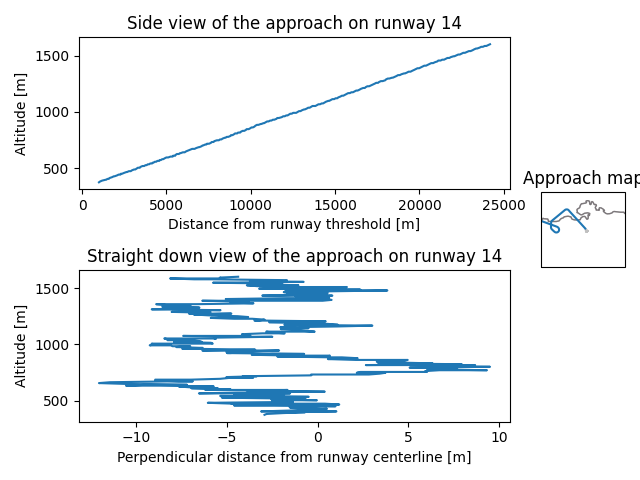 Side view of the approach on runway 14
Altitude [m]
1500
1000
500
0
5000
10000
15000
20000
25000
Distance from runway threshold [m]
Approach map
Straight down view of the approach on runway 14
Altitude [m]
1500
1000
500
−10
−5
0
5
10
Perpendicular distance from runway centerline [m]